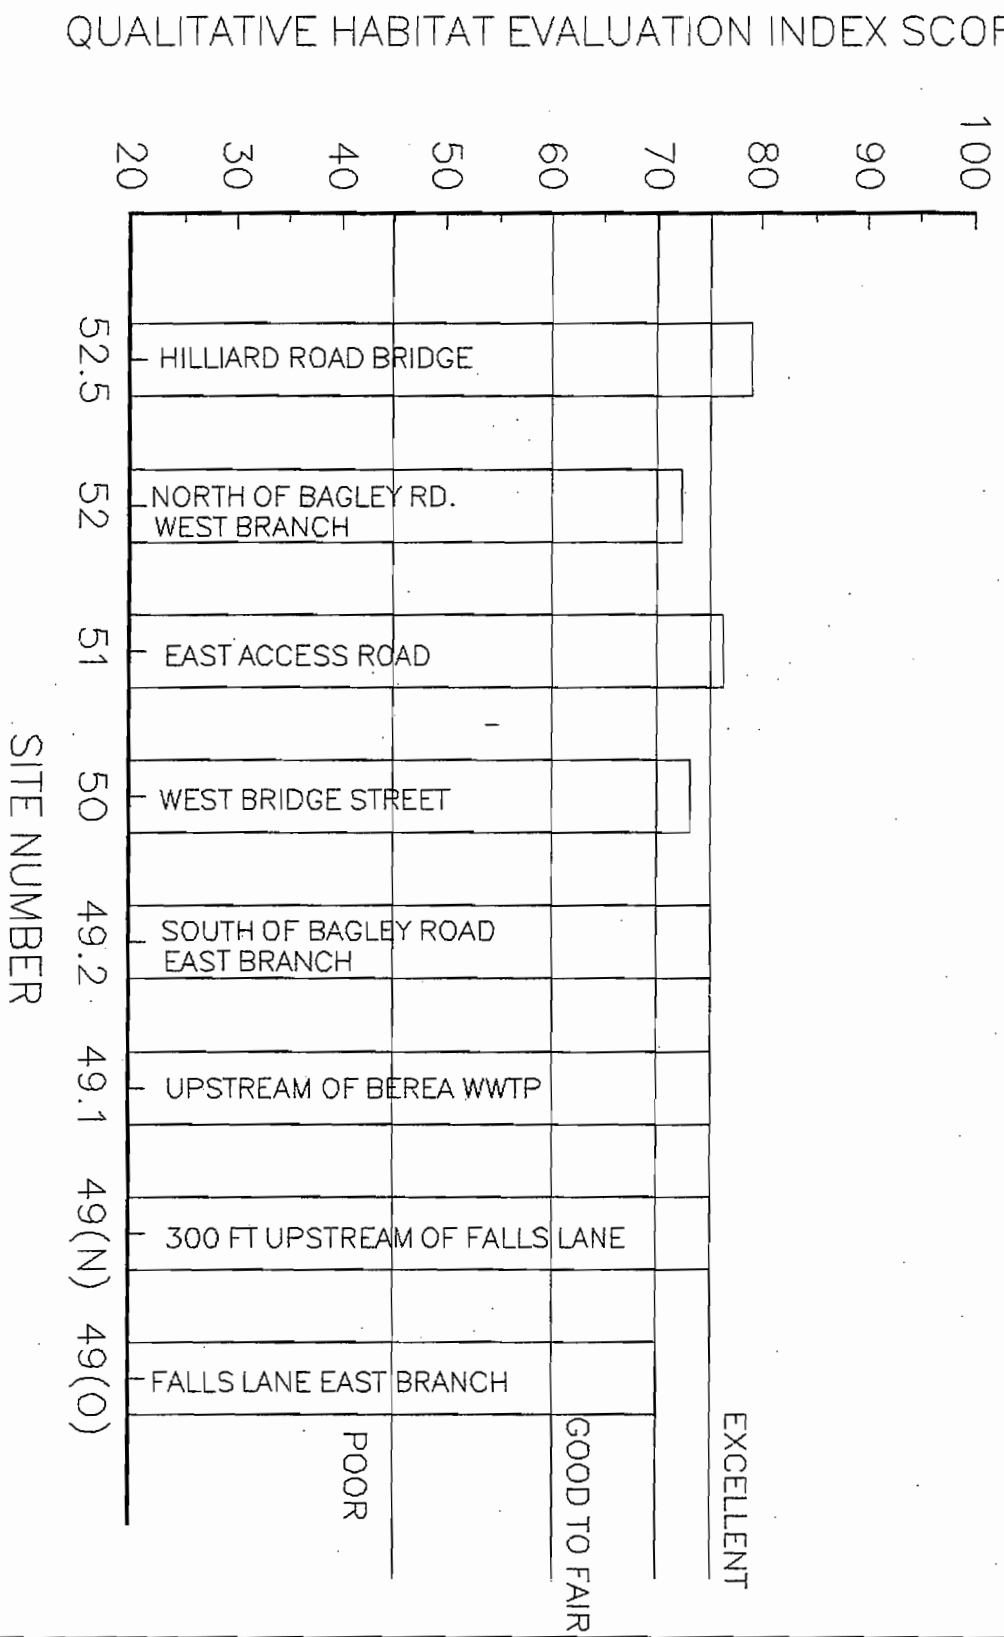 QUALITATIVE HABITAT EVALUATION INDEX SCOR
100
90
80
70
60
50
40
30
20
52.5
HILLIARD ROAD BRIDGE
52
NORTH OF BAGLEY RD.
WEST BRANCH
51
EAST ACCESS ROAD
50
WEST BRIDGE STREET
49.2
SOUTH OF BAGLEY ROAD
EAST BRANCH
49.1
UPSTREAM OF BEREA WWTP
49(N)
300 FT UPSTREAM OF FALLS LANE
49(O)
FALLS LANE EAST BRANCH
EXCELLENT
GOOD TO FAIR
POOR
SITE NUMBER